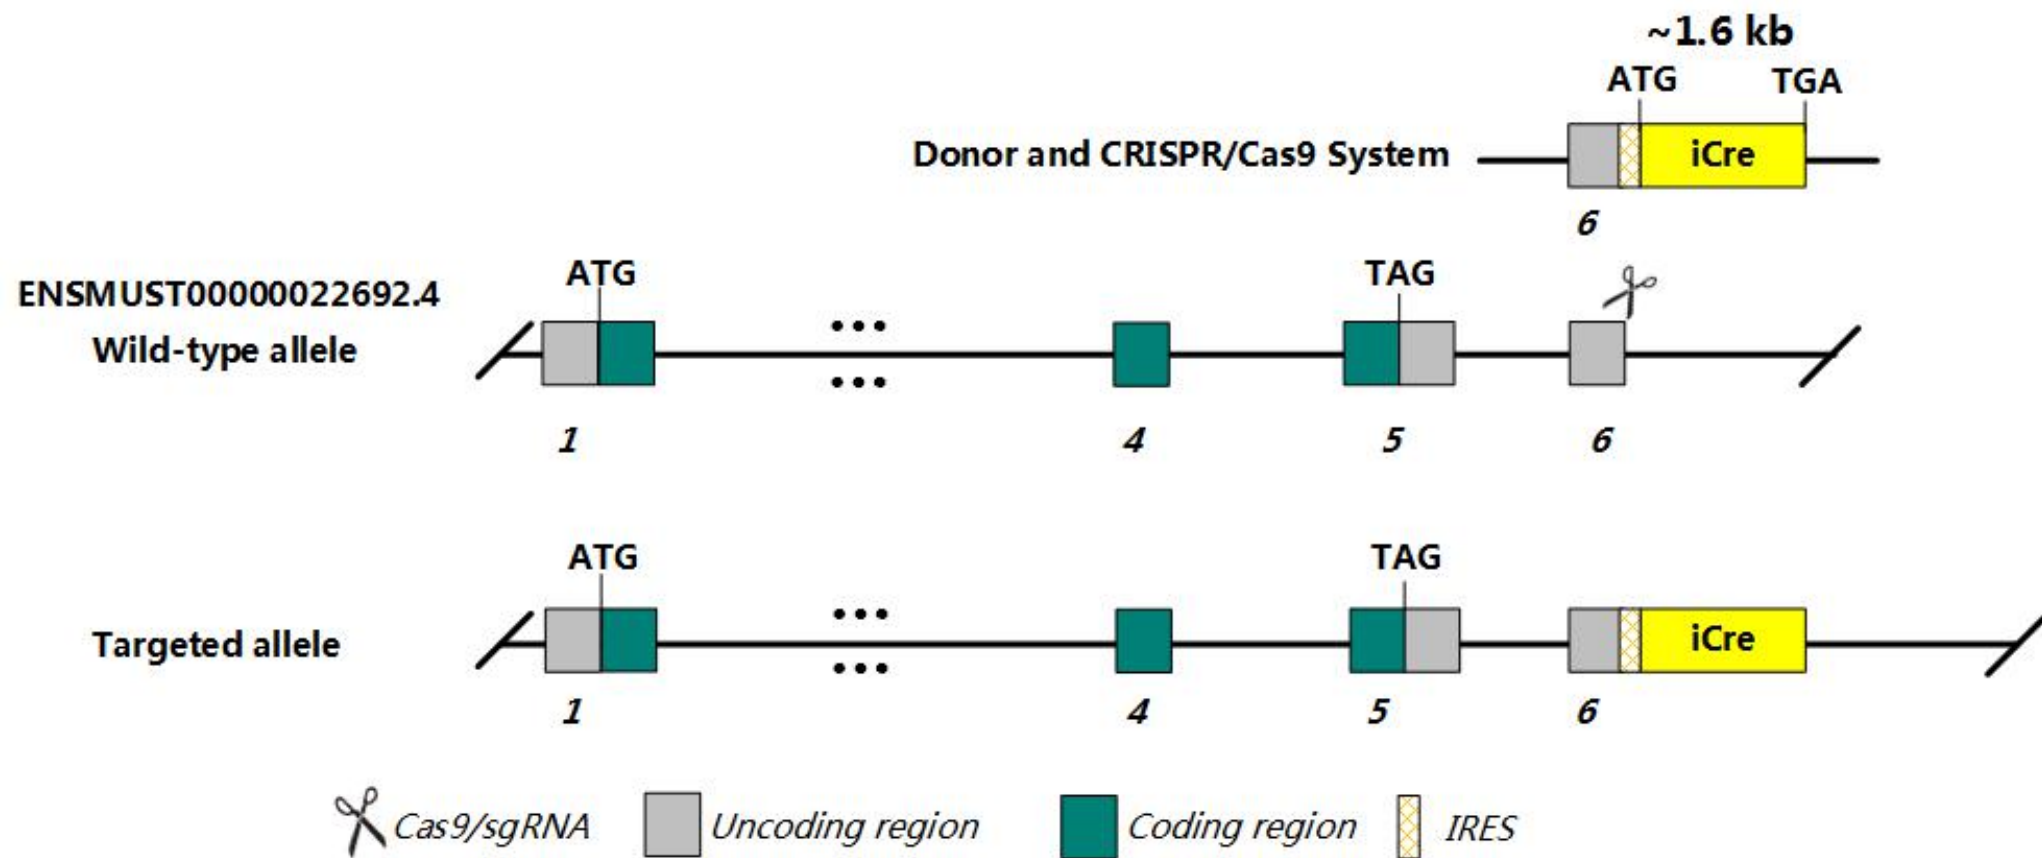 ~1.6 kb
ATG TGA
Donor and CRISPR/Cas9 System
iCre
6
ENSMUST00000022692.4
Wild-type allele
ATG
TAG
1
4
5
6
Targeted allele
ATG
TAG
iCre
1
4
5
6
Cas9/sgRNA
Uncoding region
Coding region
IRES